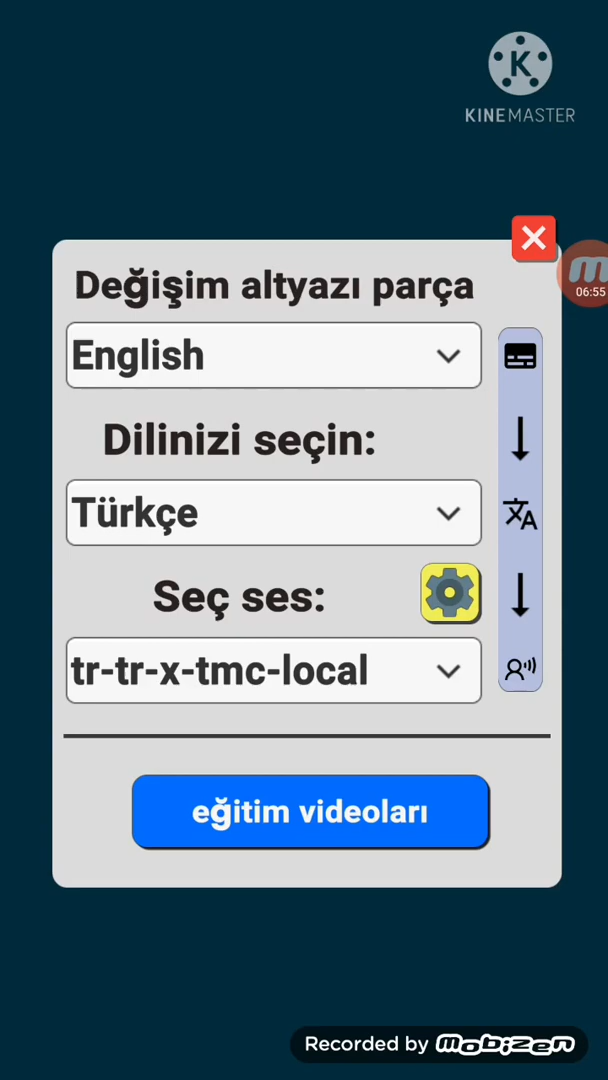 K
KINEMASTER
Değişim altyazı parça
06:55
English
Dilinizi seçin:
Türkçe
Seç ses:
tr-tr-x-tmc-local
eğitim videoları
Recorded by mobizen